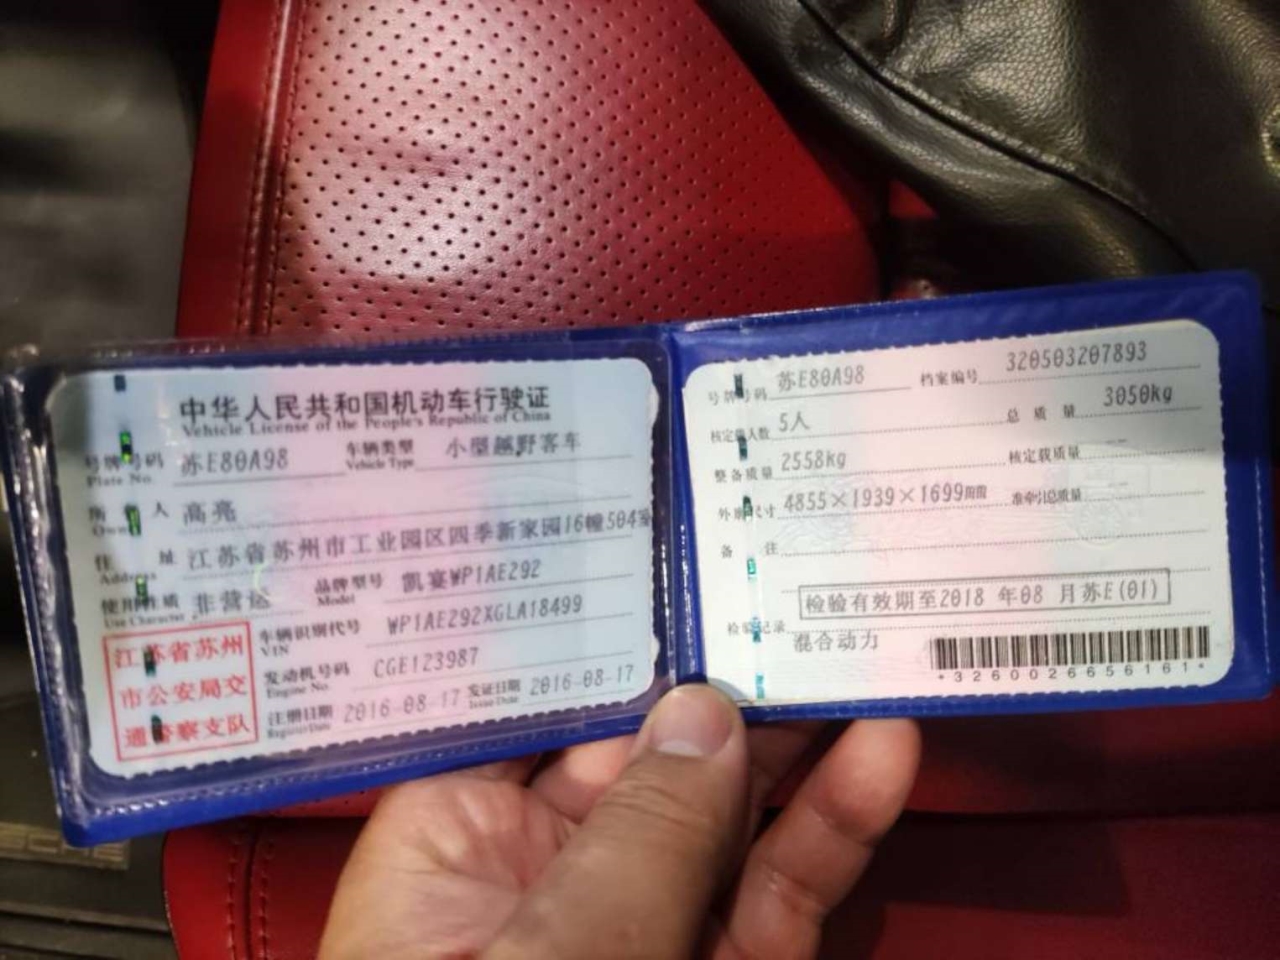 中华人民共和国机动车行驶证
Vehicle License of the People's Republic of China
号牌号码 苏E80A98 车辆类型 小型越野客车
Plate No. Vehicle Type
所有人 高亮
Owner
住址 江苏省苏州市工业园区四季新家园16幢504室
Address
使用性质 非营运 品牌型号 凯宴WP1AE292
Use Character Model
江苏省苏州
市公安局交
通警察支队
车辆识别代号 WP1AE292XGLA18499
VIN
发动机号码 CGE123987
Engine No.
注册日期 2016-08-17 发证日期 2016-08-17
Register Date Issue Date
号牌号码 苏E80A98 档案编号 320503207893
核定载人数 5人 总质量 3050kg
整备质量 2558kg 核定载质量 --
外廓尺寸 4855×1939×1699mm 准牵引总质量 --
备注
检验有效期至2018年08月苏E(01)
检验记录 混合动力
*3260026656161*